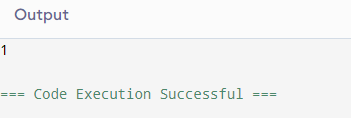 Output
1
=== Code Execution Successful ===